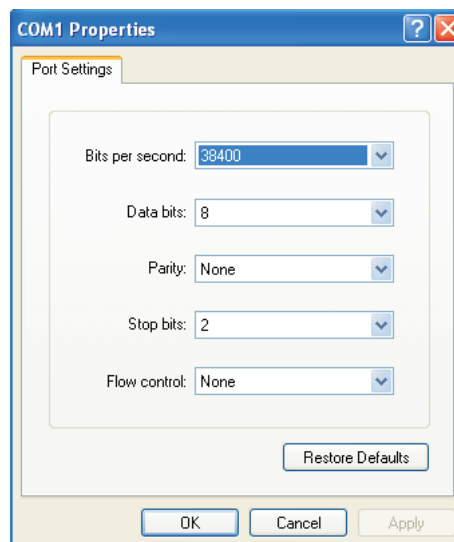 COM1 Properties
Port Settings
Bits per second: 38400
Data bits: 8
Parity: None
Stop bits: 2
Flow control: None
Restore Defaults
OK Cancel Apply